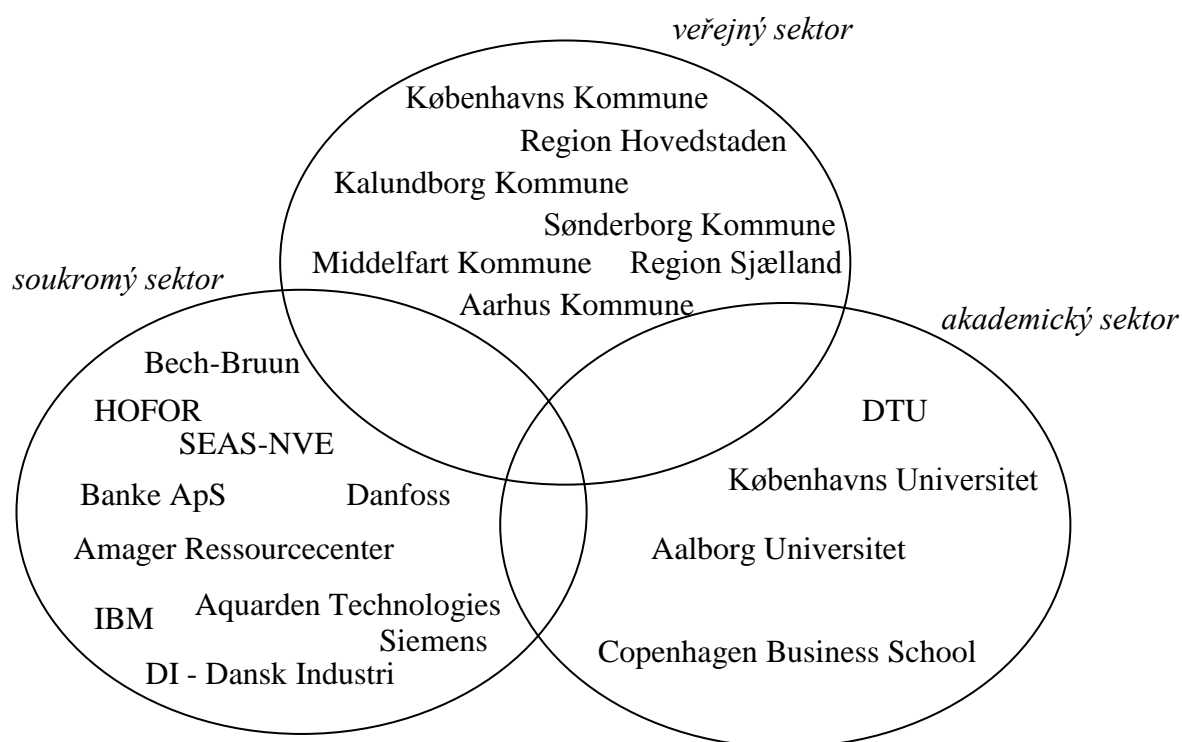 veřejný sektor
Københavns Kommune
Region Hovedstaden
Kalundborg Kommune
Sønderborg Kommune
Middelfart Kommune Region Sjælland
Aarhus Kommune
soukromý sektor
Bech-Bruun
HOFOR
SEAS-NVE
Banke ApS Danfoss
Amager Ressourcecenter
IBM Aquarden Technologies
Siemens
DI - Dansk Industri
akademický sektor
DTU
Københavns Universitet
Aalborg Universitet
Copenhagen Business School